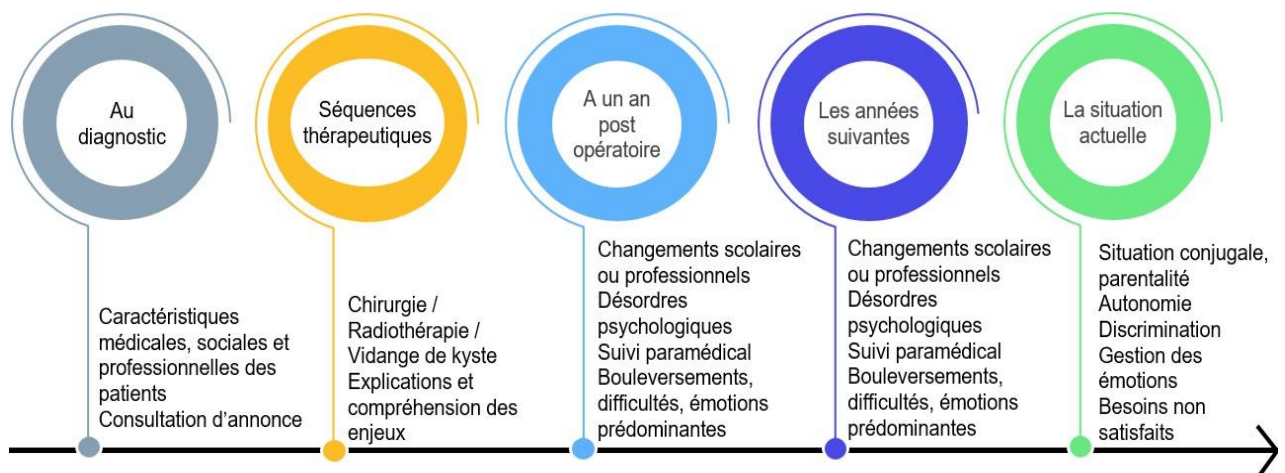 Au
diagnostic
Séquences
thérapeutiques
A un an
post
opératoire
Les années
suivantes
La situation
actuelle
Caractéristiques
médicales, sociales et
professionnelles des
patients
Consultation d’annonce
Chirurgie /
Radiothérapie /
Vidange de kyste
Explications et
compréhension des
enjeux
Changements scolaires
ou professionnels
Désordres
psychologiques
Suivi paramédical
Bouleversements,
difficultés, émotions
prédominantes
Changements scolaires
ou professionnels
Désordres
psychologiques
Suivi paramédical
Bouleversements,
difficultés, émotions
prédominantes
Situation conjugale,
parentalité
Autonomie
Discrimination
Gestion des
émotions
Besoins non
satisfaits